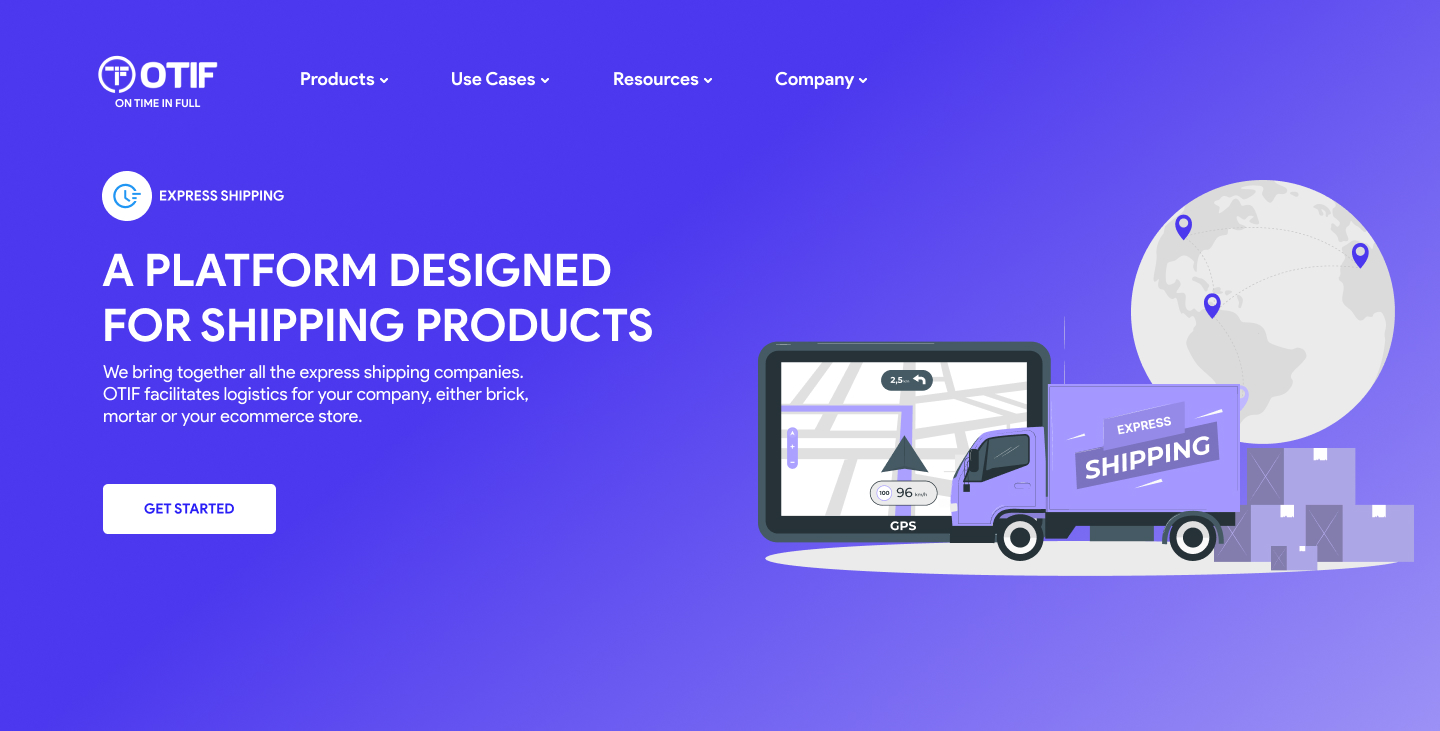 OTIF
ON TIME IN FULL
Products
Use Cases
Resources
Company
EXPRESS SHIPPING
A PLATFORM DESIGNED
FOR SHIPPING PRODUCTS
We bring together all the express shipping companies.
OTIF facilitates logistics for your company, either brick,
mortar or your ecommerce store.
GET STARTED
2,5
EXPRESS
SHIPPING
100 96 km/h
GPS